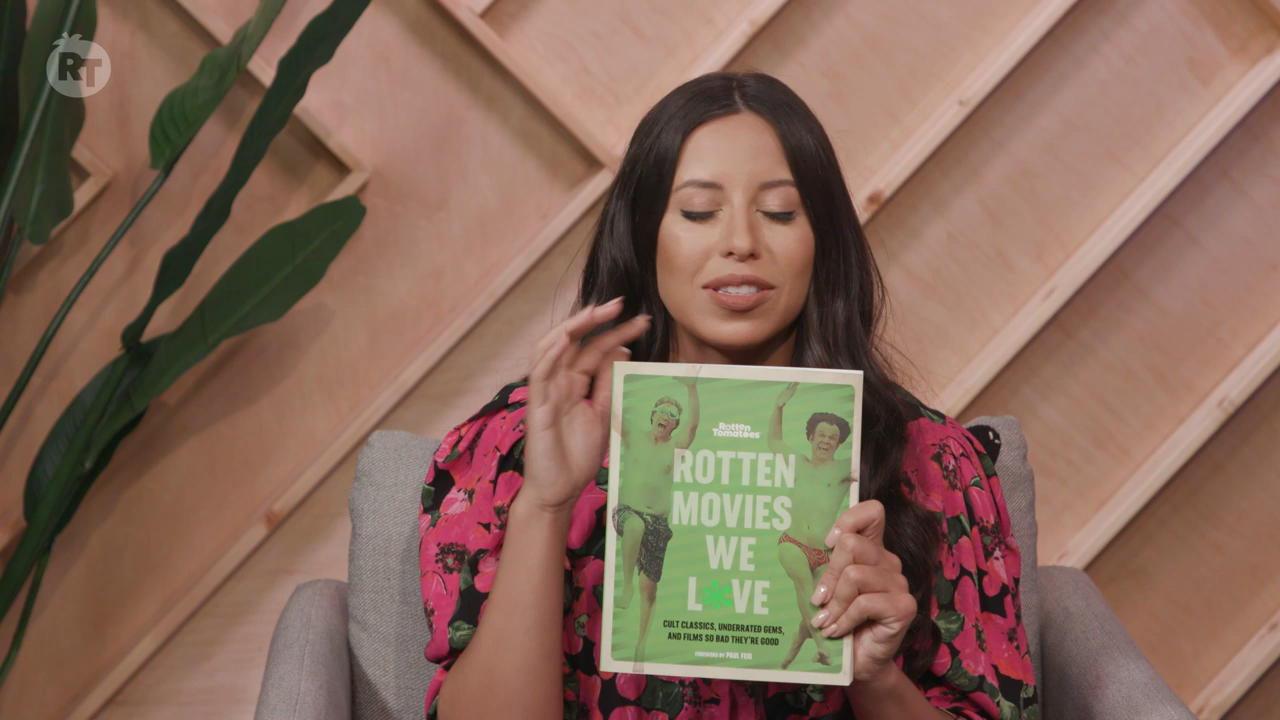 RT
Rotten
Tomatoes
ROTTEN
MOVIES
WE
L*VE
CULT CLASSICS, UNDERRATED GEMS,
AND FILMS SO BAD THEY'RE GOOD
FOREWORD BY PAUL FEIG